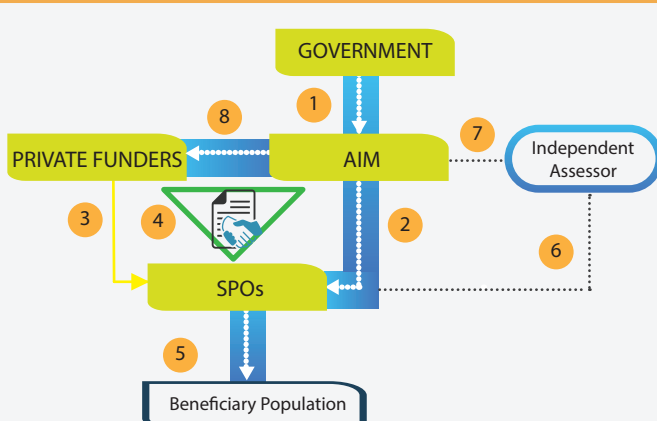 GOVERNMENT
1
8
7
PRIVATE FUNDERS
AIM
Independent
Assessor
3
4
2
6
SPOs
5
Beneficiary Population